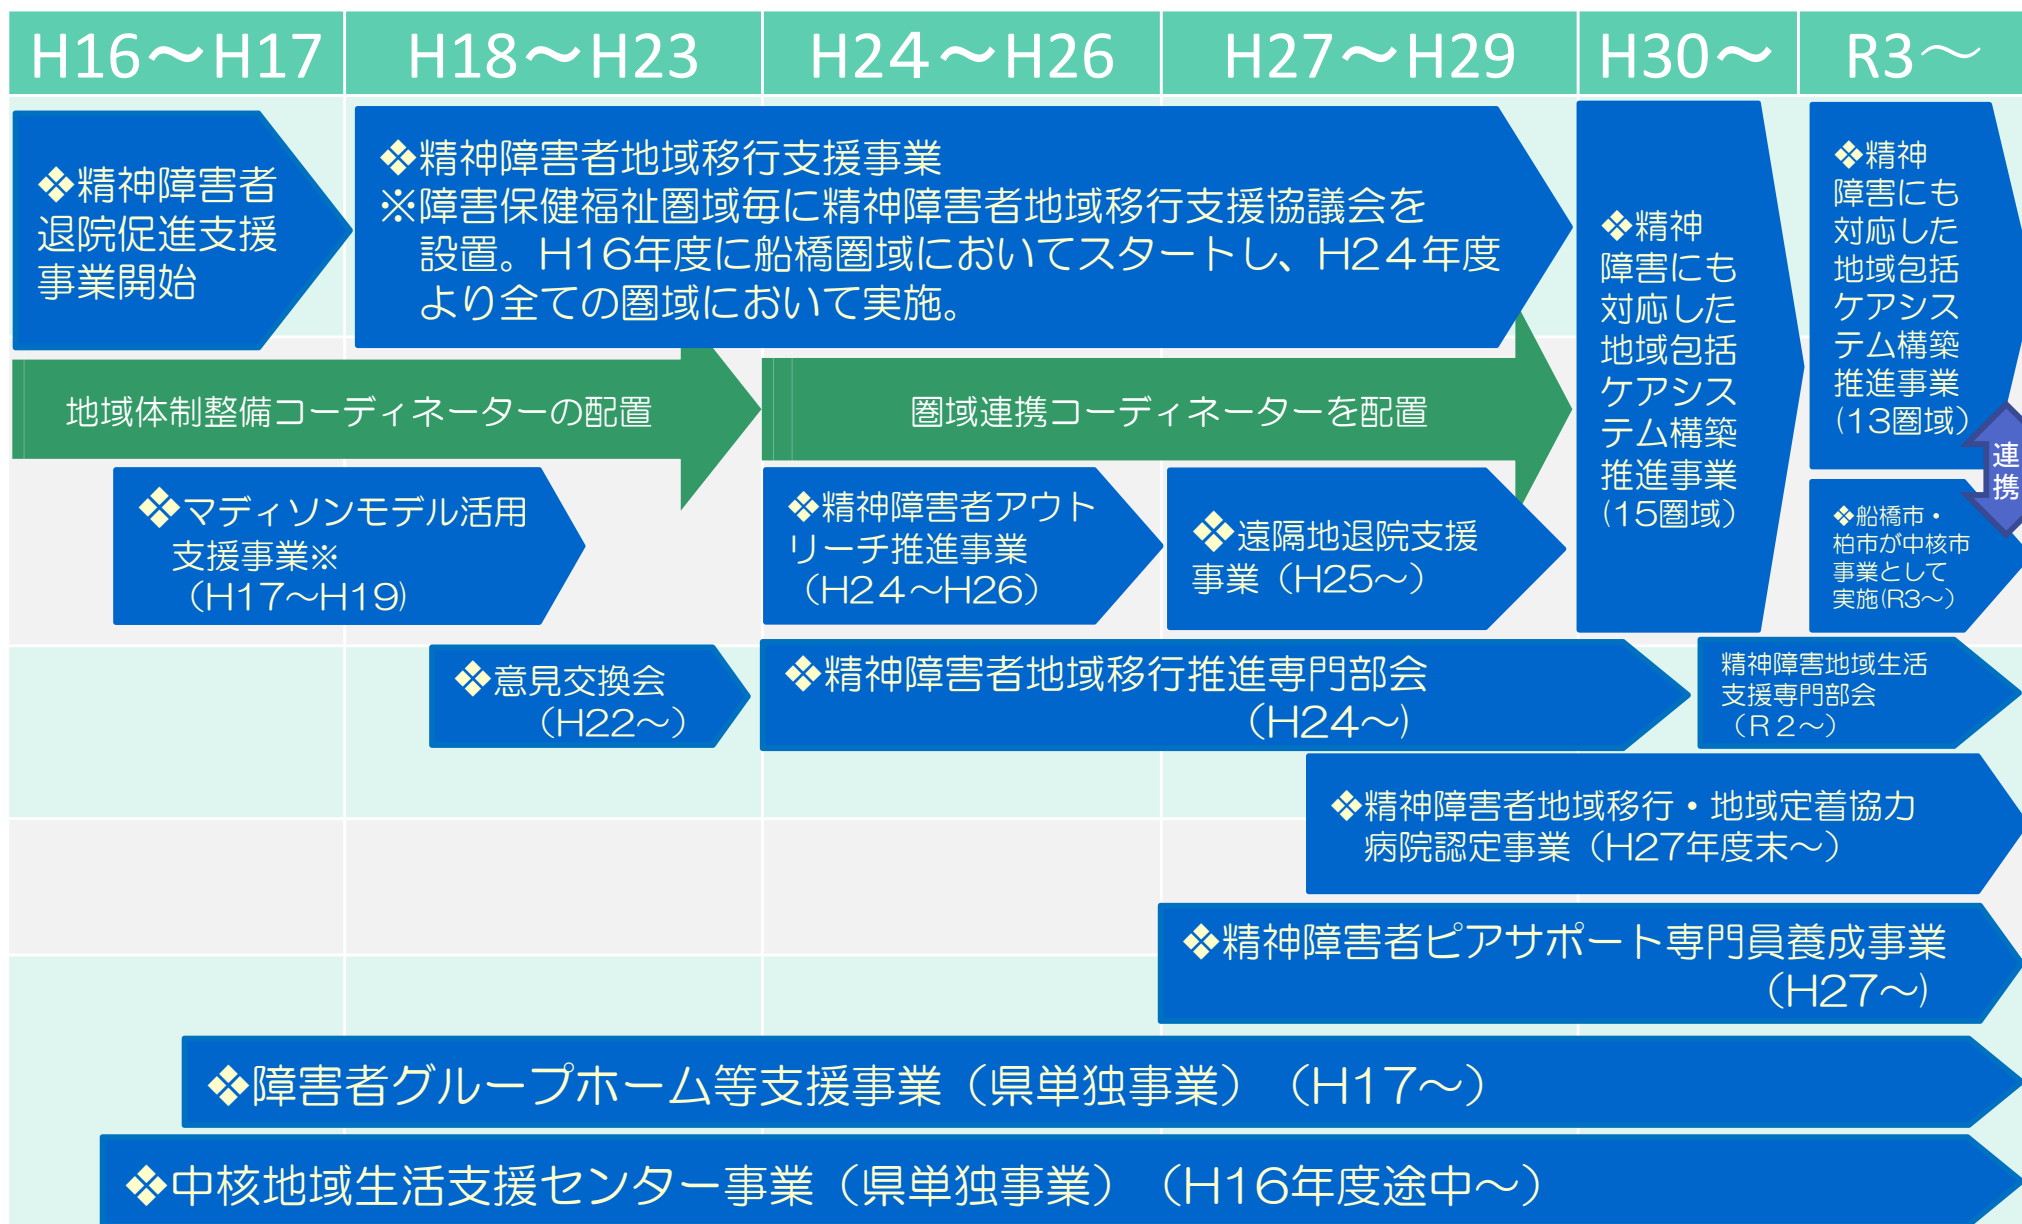 H16～H17
H18～H23
H24～H26
H27～H29
H30～
R3～
❖精神障害者
退院促進支援
事業開始
❖精神障害者地域移行支援事業
※障害保健福祉圏域毎に精神障害者地域移行支援協議会を
設置。H16年度に船橋圏域においてスタートし、H24年度
より全ての圏域において実施。
❖精神
障害にも
対応した
地域包括
ケアシス
テム構築
推進事業
(15圏域)
❖精神
障害にも
対応した
地域包括
ケアシス
テム構築
推進事業
(13圏域)
連
携
地域体制整備コーディネーターの配置
圏域連携コーディネーターを配置
❖マディソンモデル活用
支援事業※
（H17～H19)
❖精神障害者アウト
リーチ推進事業
（H24～H26）
❖遠隔地退院支援
事業（H25～）
❖船橋市・
柏市が中核市
事業として
実施(R3～）
❖意見交換会
（H22～）
❖精神障害者地域移行推進専門部会
（H24～)
精神障害地域生活
支援専門部会
（R２～）
❖精神障害者地域移行・地域定着協力
病院認定事業（H27年度末～）
❖精神障害者ピアサポート専門員養成事業
（H27～)
❖障害者グループホーム等支援事業（県単独事業）（H17～）
❖中核地域生活支援センター事業（県単独事業）（H16年度途中～）